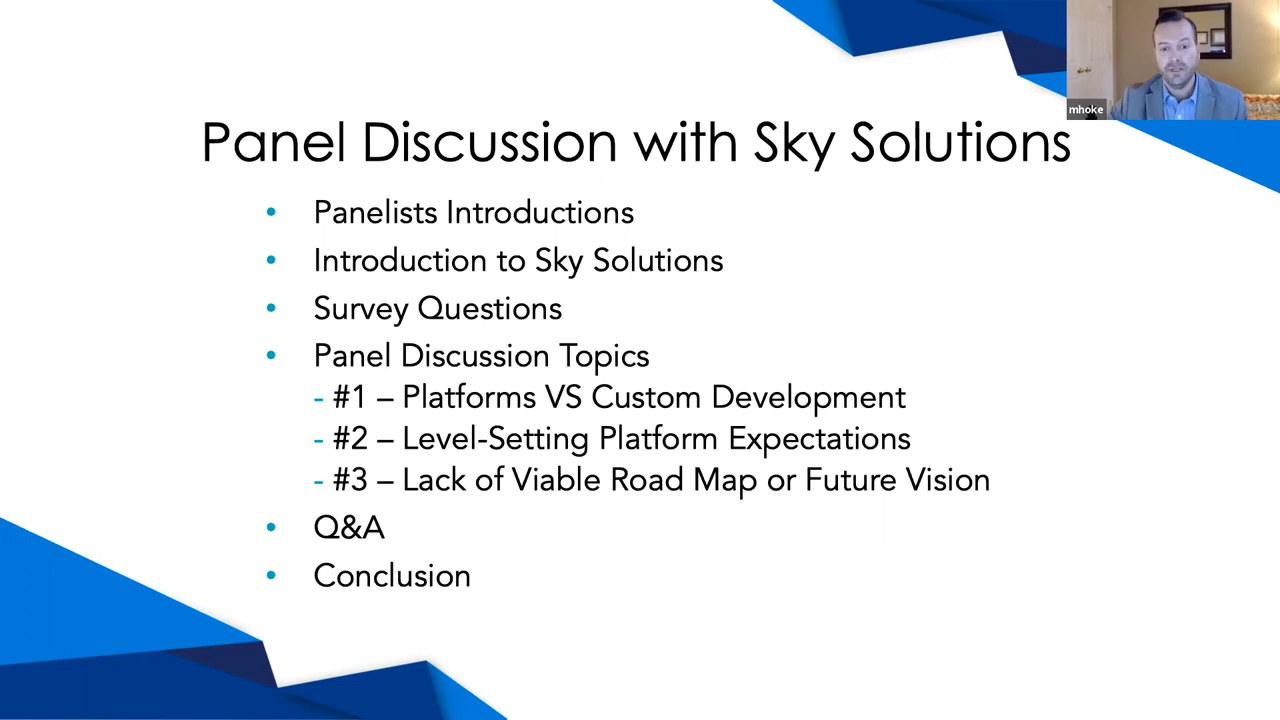 Panel Discussion with Sky Solutions
mhoke
• Panelists Introductions
• Introduction to Sky Solutions
• Survey Questions
• Panel Discussion Topics
- #1 – Platforms VS Custom Development
- #2 – Level-Setting Platform Expectations
- #3 – Lack of Viable Road Map or Future Vision
• Q&A
• Conclusion